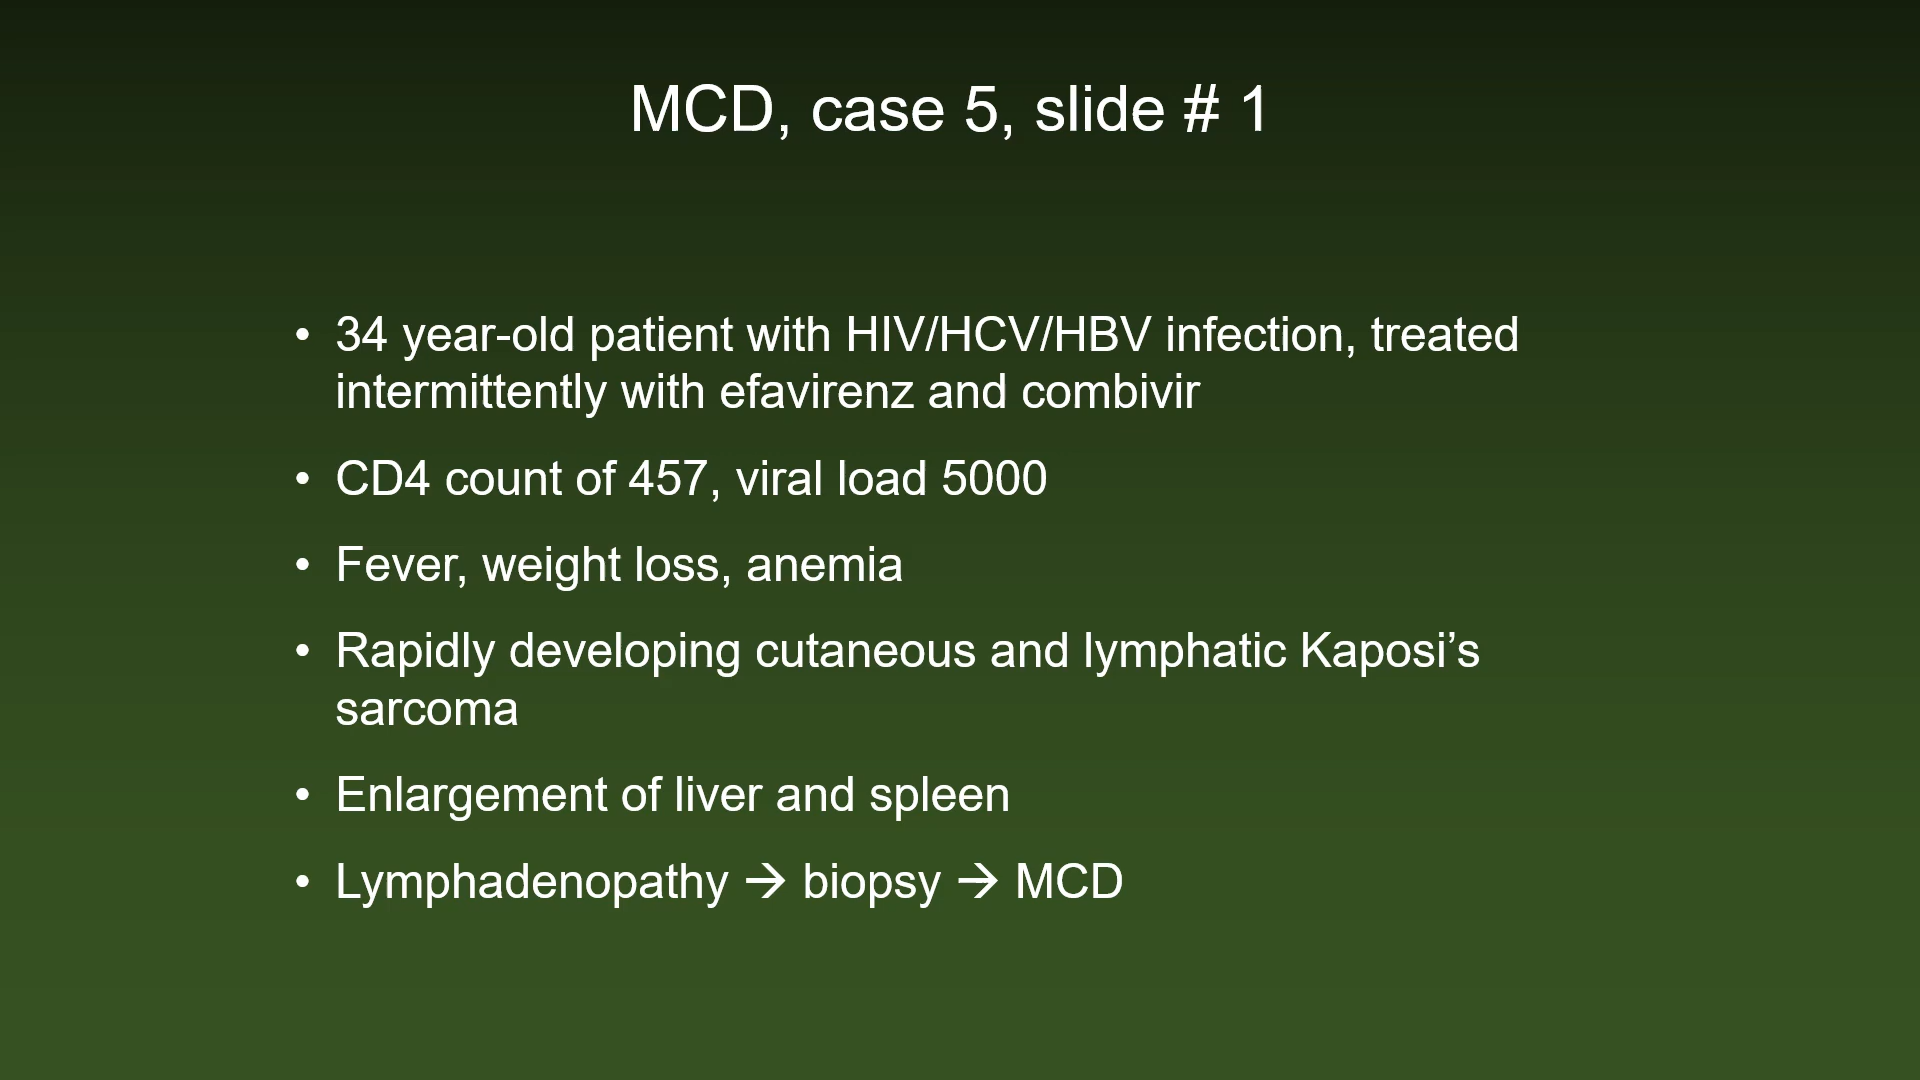 MCD, case 5, slide # 1
• 34 year-old patient with HIV/HCV/HBV infection, treated
intermittently with efavirenz and combivir
• CD4 count of 457, viral load 5000
• Fever, weight loss, anemia
• Rapidly developing cutaneous and lymphatic Kaposi’s
sarcoma
• Enlargement of liver and spleen
• Lymphadenopathy → biopsy → MCD